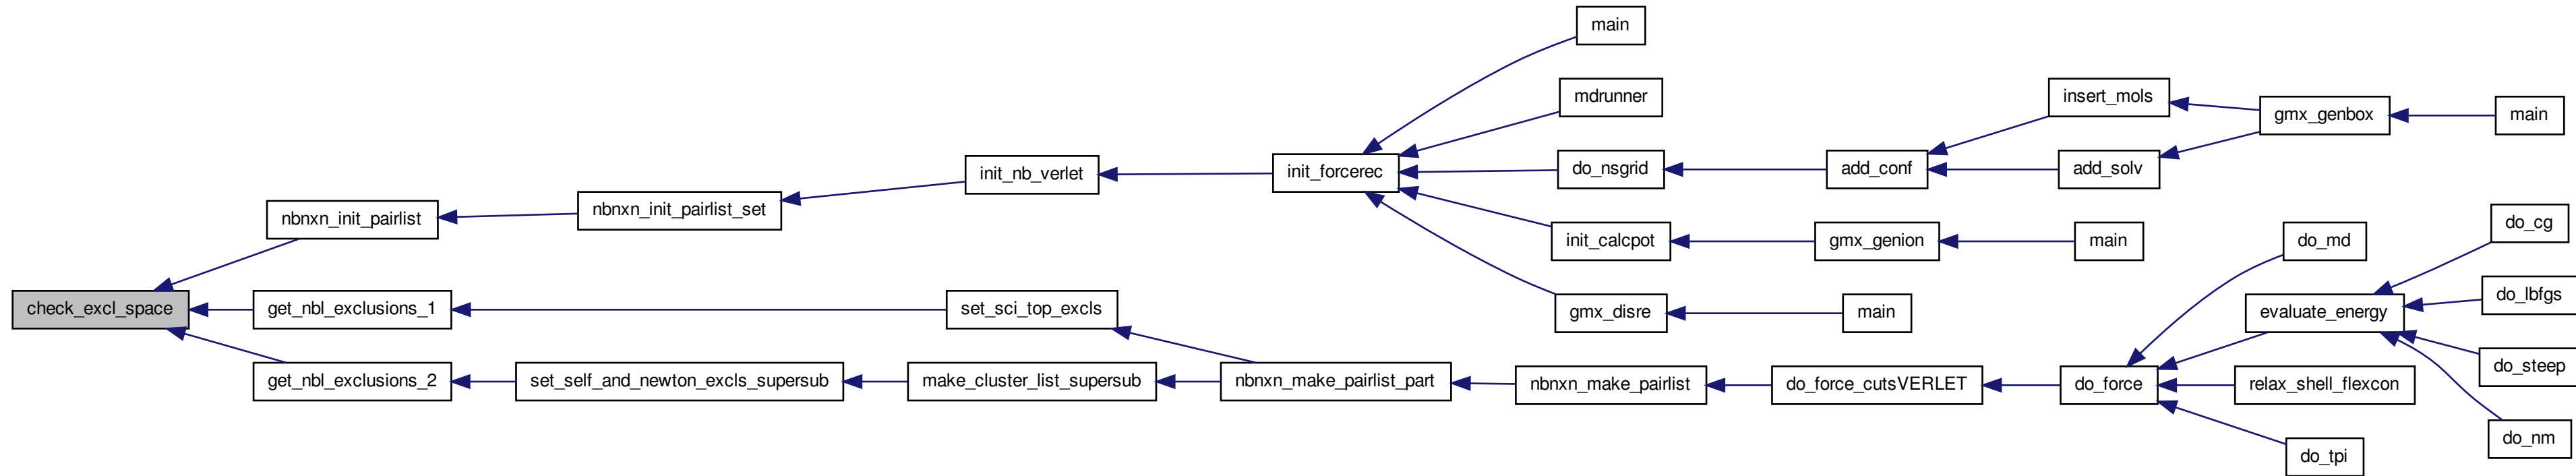 main
mdrunner
insert_mols
gmx_genbox
main
init_nb_verlet
init_forcerec
do_nsgrid
add_conf
add_solv
nbnxn_init_pairlist
nbnxn_init_pairlist_set
init_calcpot
gmx_genion
main
do_md
do_cg
check_excl_space
get_nbl_exclusions_1
set_sci_top_excls
gmx_disre
main
evaluate_energy
do_lbfgs
get_nbl_exclusions_2
set_self_and_newton_excls_supersub
make_cluster_list_supersub
nbnxn_make_pairlist_part
nbnxn_make_pairlist
do_force_cutsVERLET
do_force
relax_shell_flexcon
do_steep
do_tpi
do_nm